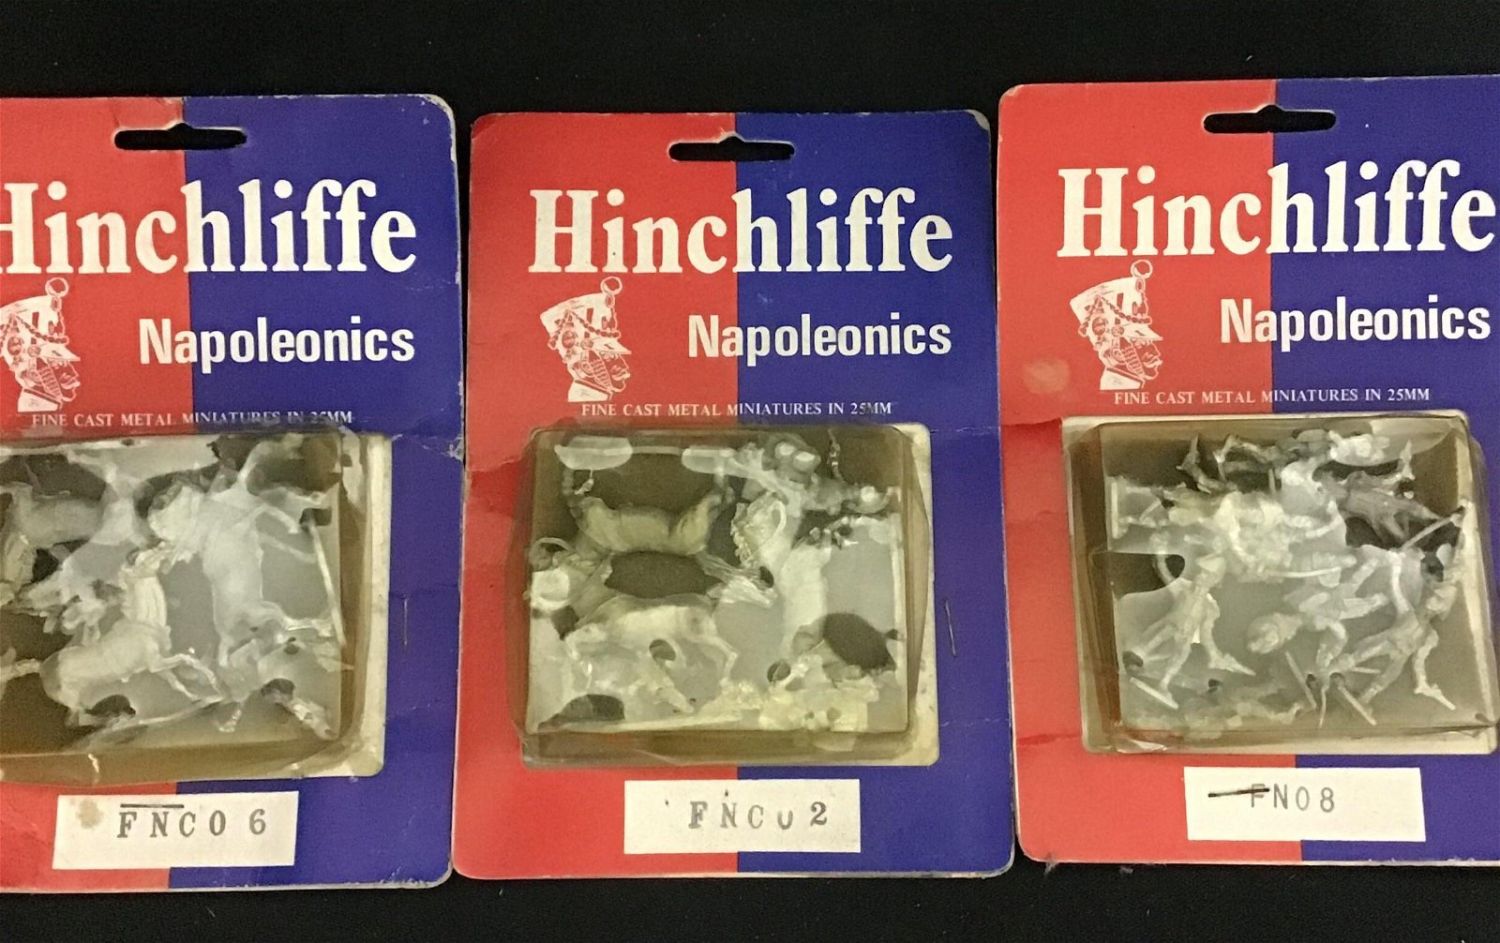 Hinchliffe
Napoleonics
FINE CAST METAL MINIATURES IN 25MM
FNC06
Hinchliffe
Napoleonics
FINE CAST METAL MINIATURES IN 25MM
FNC02
Hinchliffe
Napoleonics
FINE CAST METAL MINIATURES IN 25MM
FN08